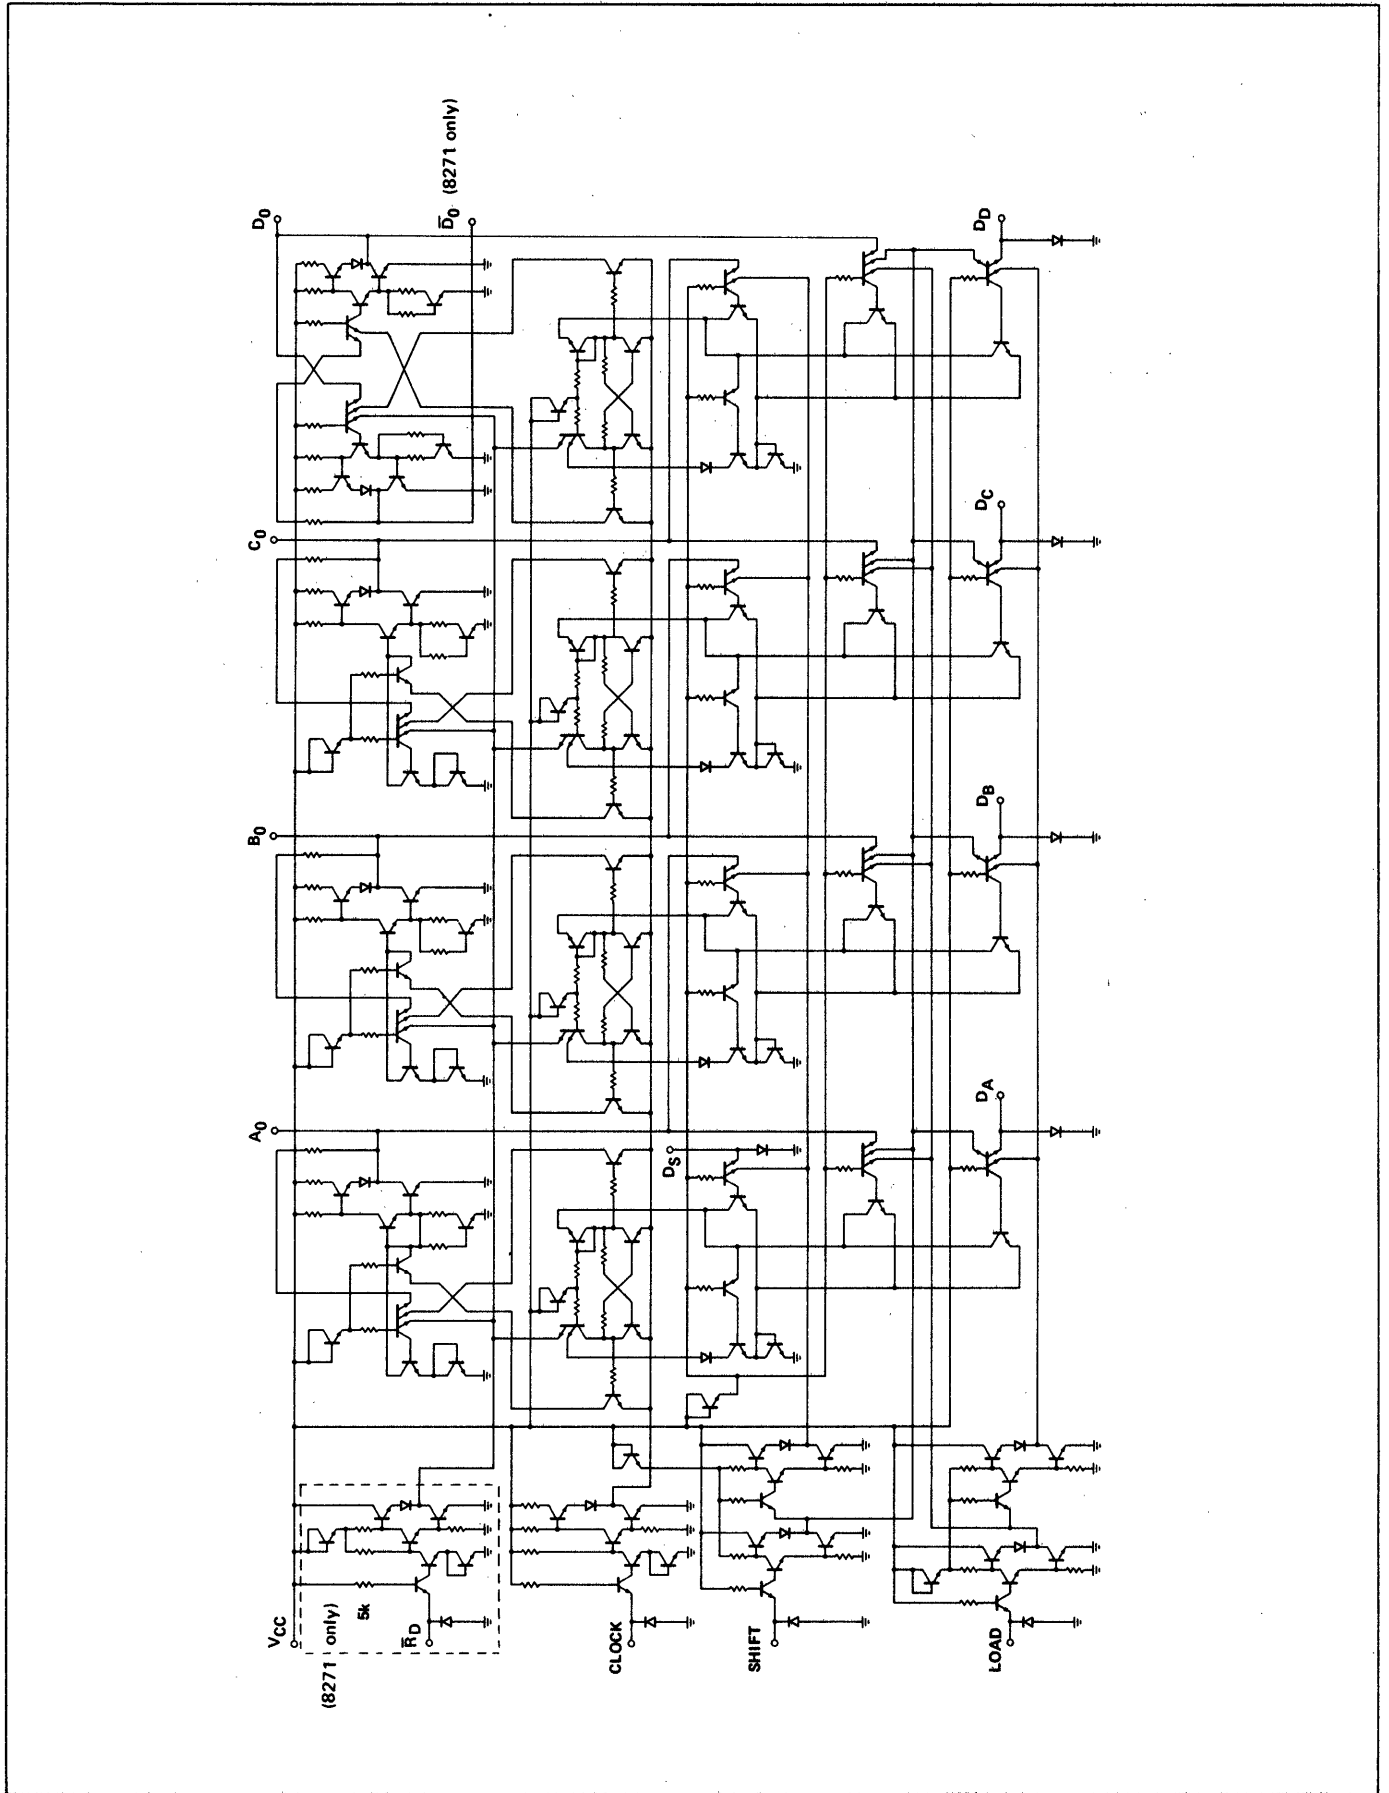 VCC
(8271 only)
5k
R̅D
CLOCK
SHIFT
LOAD
A0
B0
C0
D0
D̅0 (8271 only)
DS
DA
DB
DC
DD